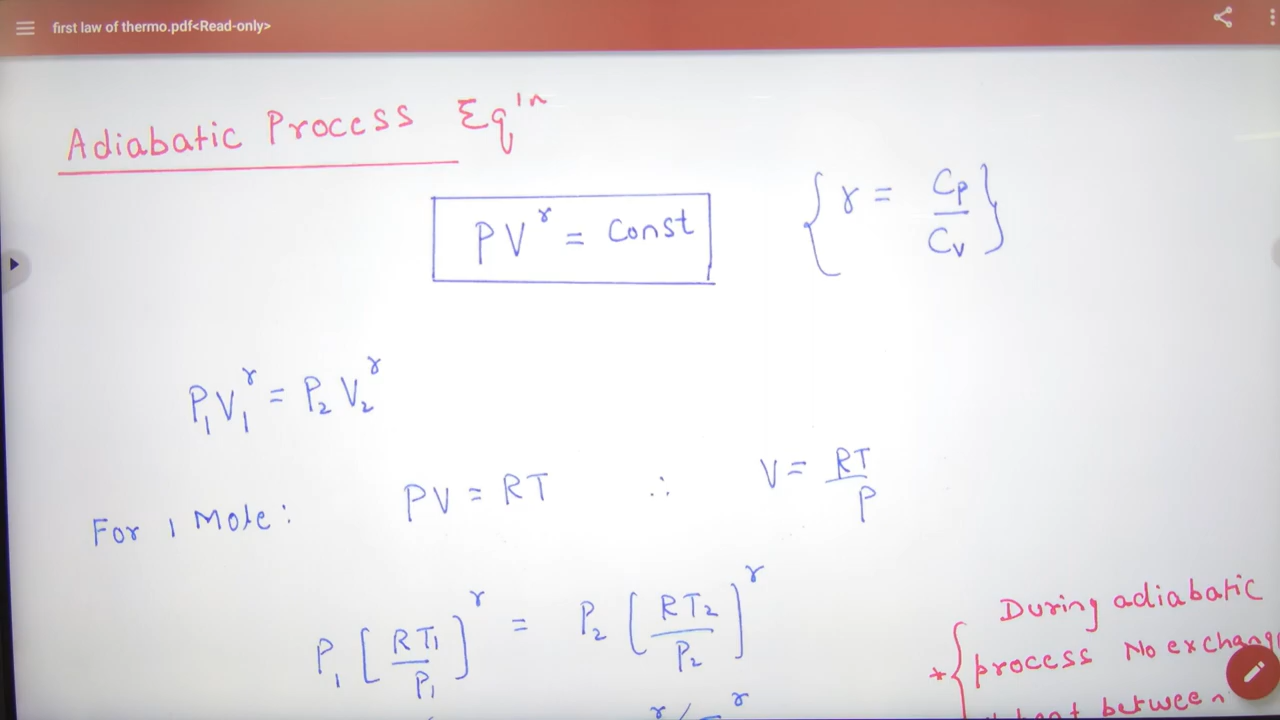 first law of thermo.pdf<Read-only>
Adiabatic Process Eq'n
PV^γ = Const
{ γ = Cp/Cv }
P₁V₁^γ = P₂V₂^γ
For 1 Mole: PV = RT ∴ V = RT/P
P₁ [RT₁/P₁]^γ = P₂ [RT₂/P₂]^γ
During adiabatic
* { process No exchang
between